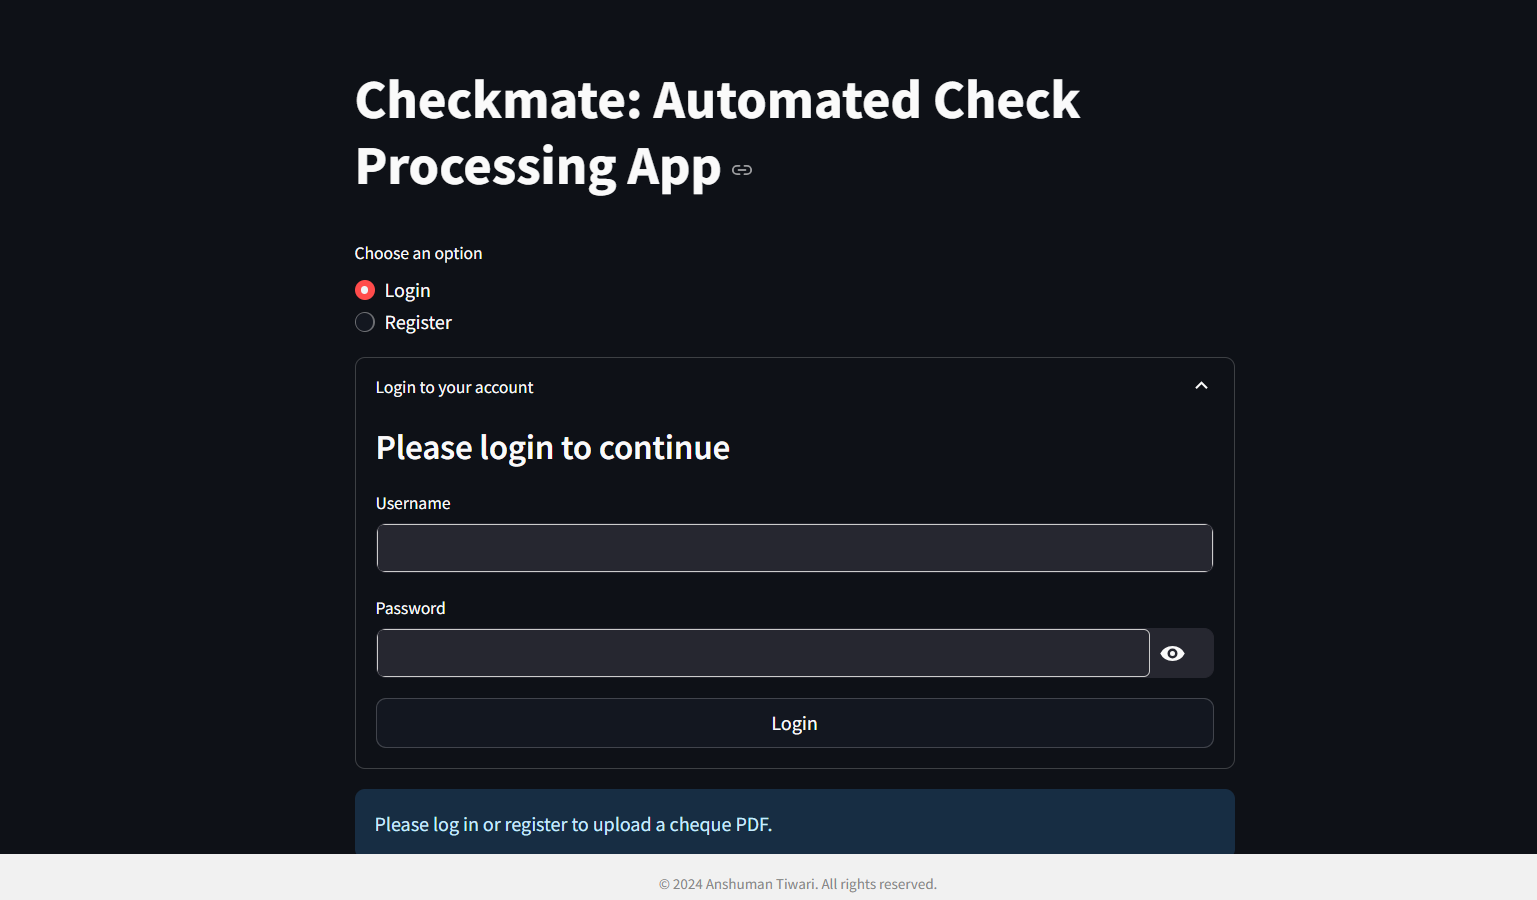 Checkmate: Automated Check
Processing App
Choose an option
Login
Register
Login to your account
Please login to continue
Username
Password
Login
Please log in or register to upload a cheque PDF.
© 2024 Anshuman Tiwari. All rights reserved.